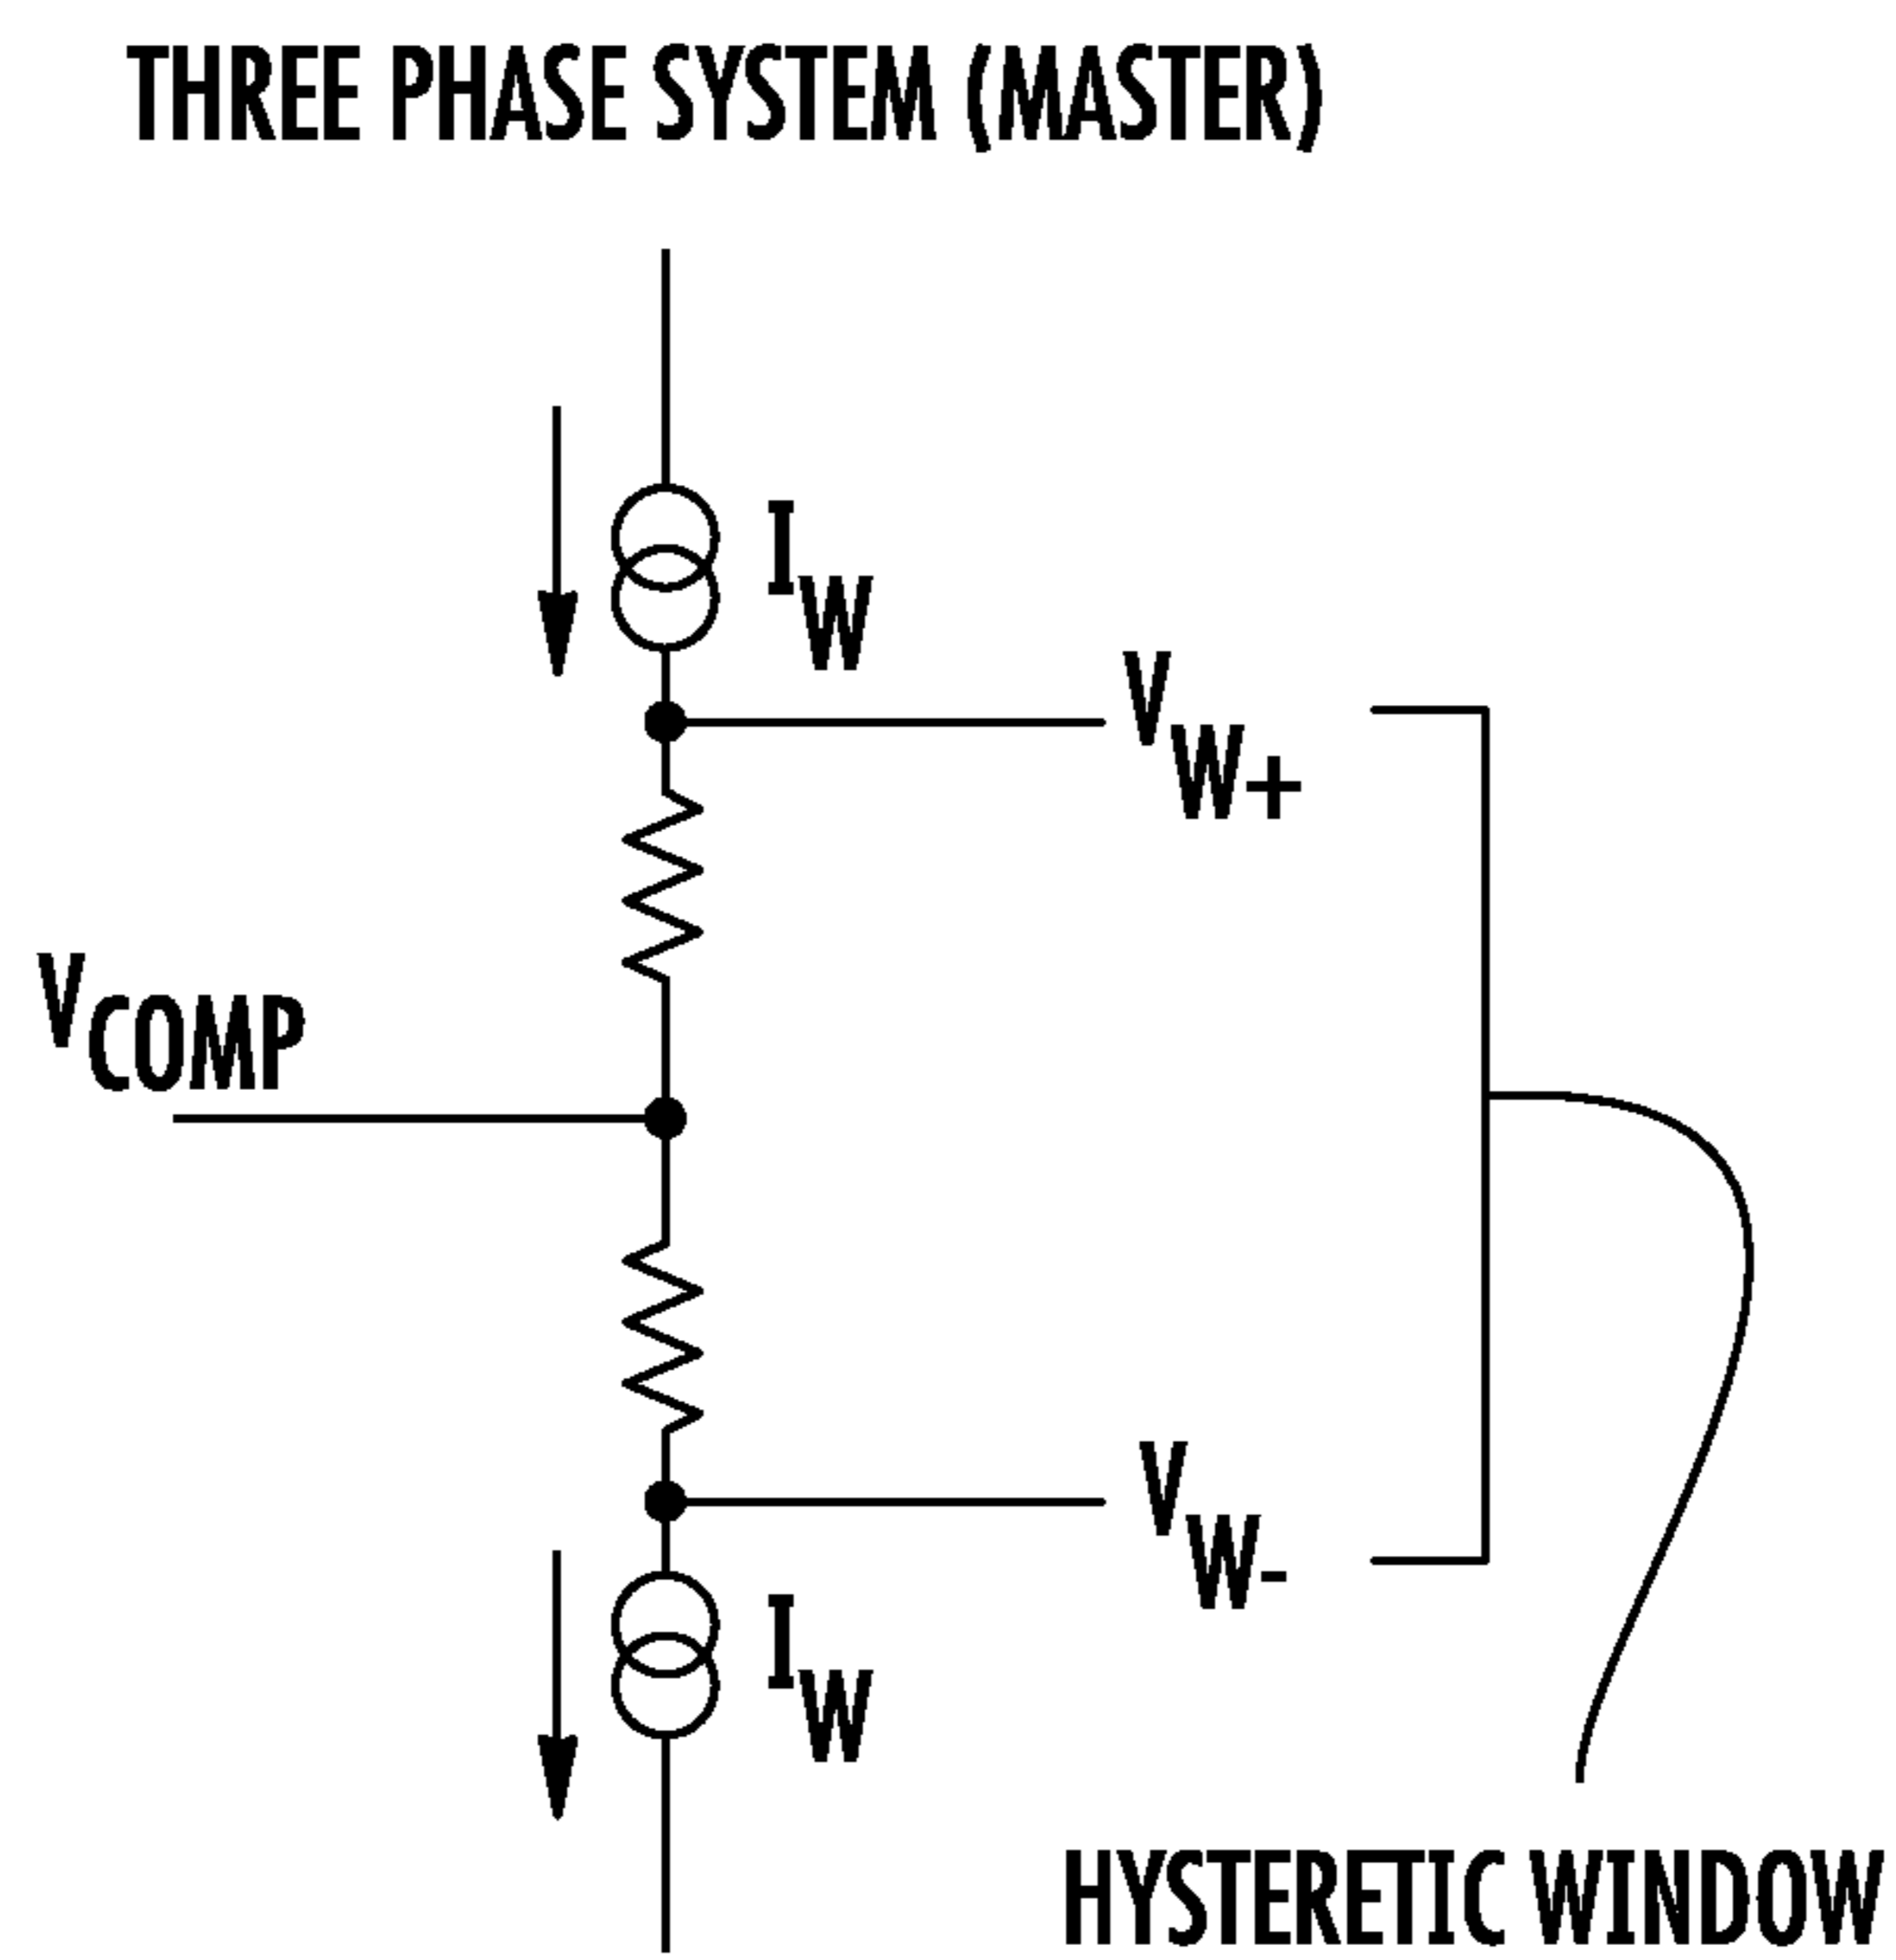 THREE PHASE SYSTEM (MASTER)
IW
VW+
VCOMP
VW-
IW
HYSTERETIC WINDOW